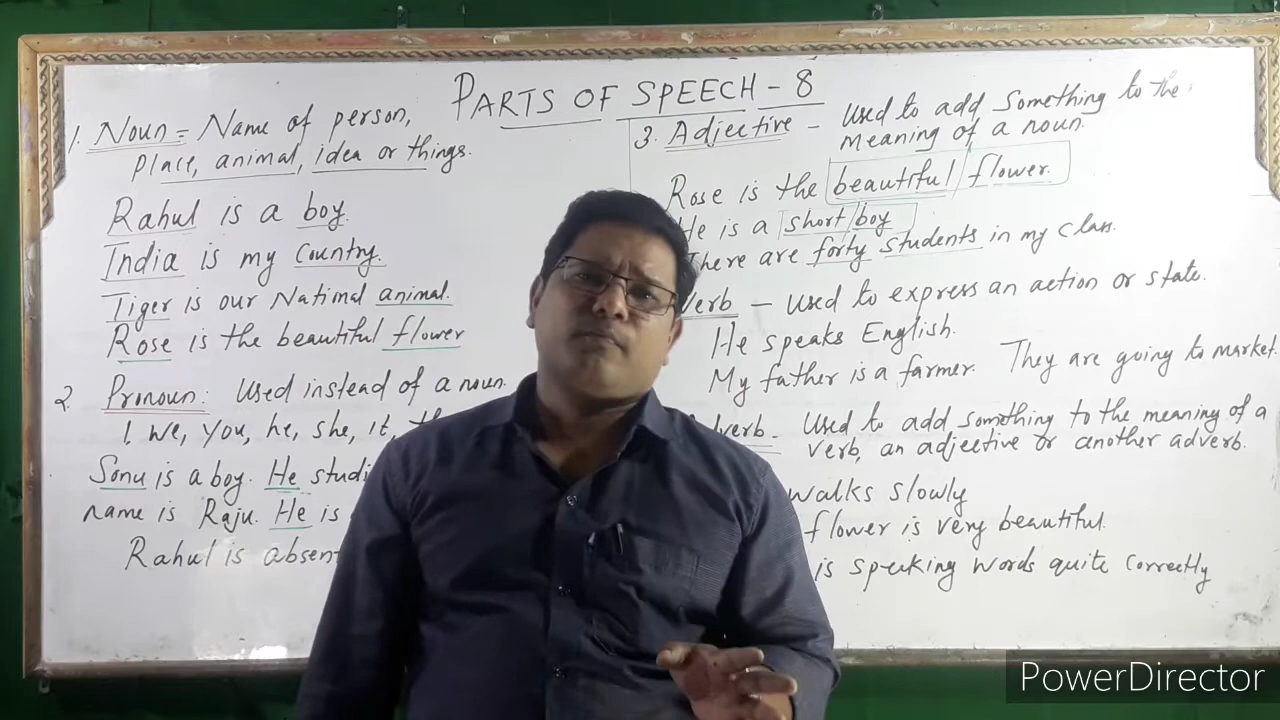 PARTS OF SPEECH - 8
1. Noun = Name of person,
place, animal, idea or things.
Rahul is a boy.
India is my Country.
Tiger is our National animal.
Rose is the beautiful flower
2. Pronoun: Used instead of a noun.
I, we, you, he, she, it,
Sonu is a boy. He
name is Raju. He is
Rahul is absent
3. Adjective - Used to add something to the
meaning of a noun.
Rose is the beautiful flower.
He is a short boy
There are forty students in my class.
Verb - Used to express an action or state.
He speaks English.
My father is a farmer. They are going to market.
Adverb - Used to add something to the meaning of a
verb, an adjective or another adverb.
walks slowly
flower is very beautiful.
is speaking words quite correctly
PowerDirector